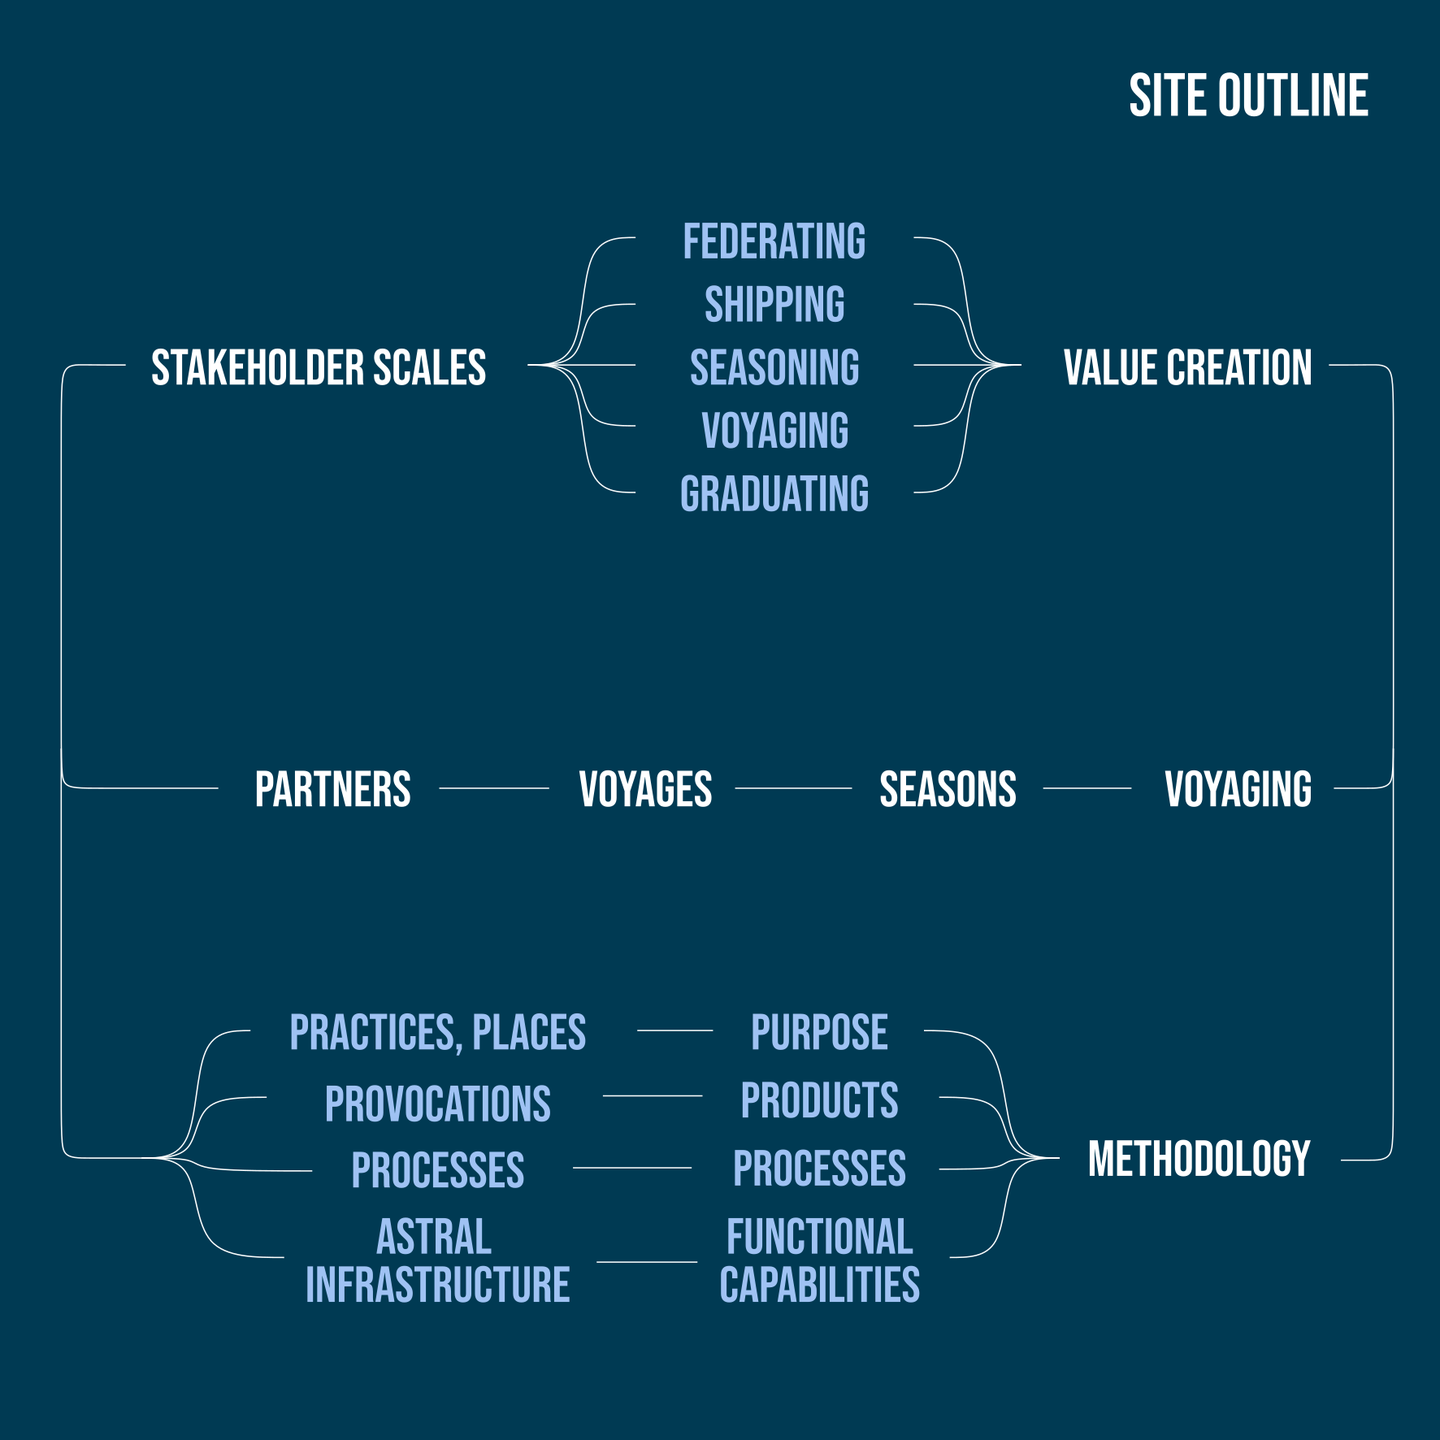 SITE OUTLINE
FEDERATING
SHIPPING
STAKEHOLDER SCALES SEASONING VALUE CREATION
VOYAGING
GRADUATING
PARTNERS VOYAGES SEASONS VOYAGING
PRACTICES, PLACES PURPOSE
PROVOCATIONS PRODUCTS
PROCESSES PROCESSES METHODOLOGY
ASTRAL FUNCTIONAL
INFRASTRUCTURE CAPABILITIES